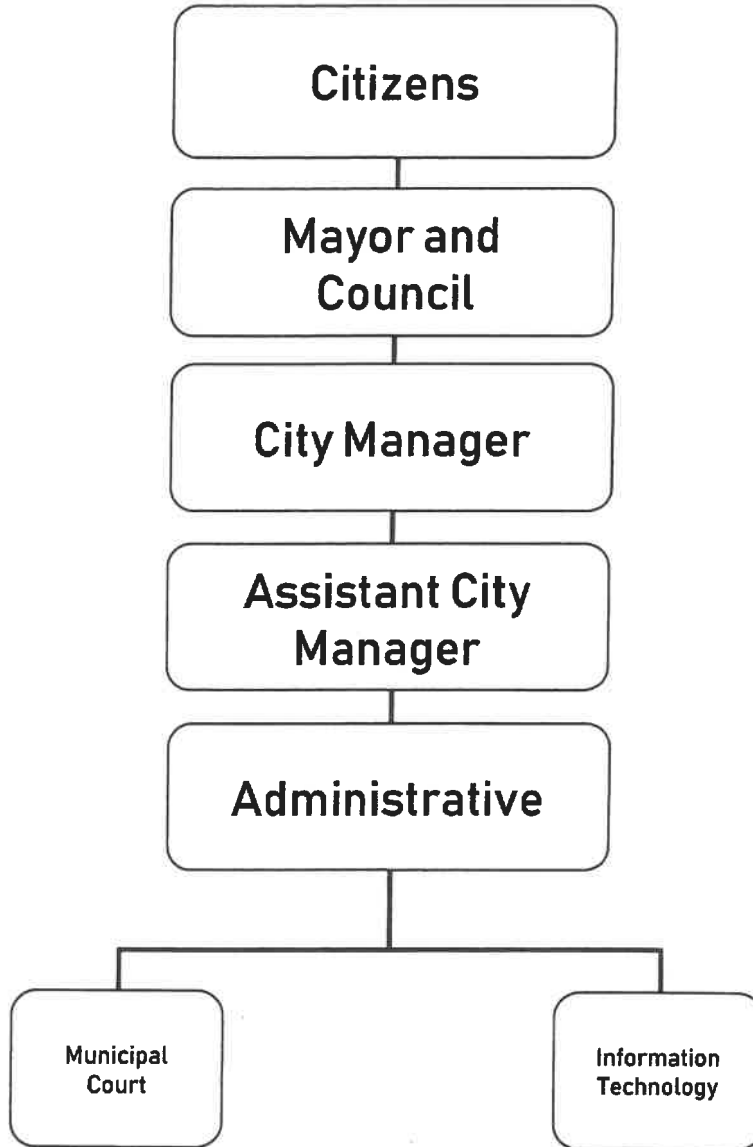 Citizens
Mayor and
Council
City Manager
Assistant City
Manager
Administrative
Municipal
Court
Information
Technology